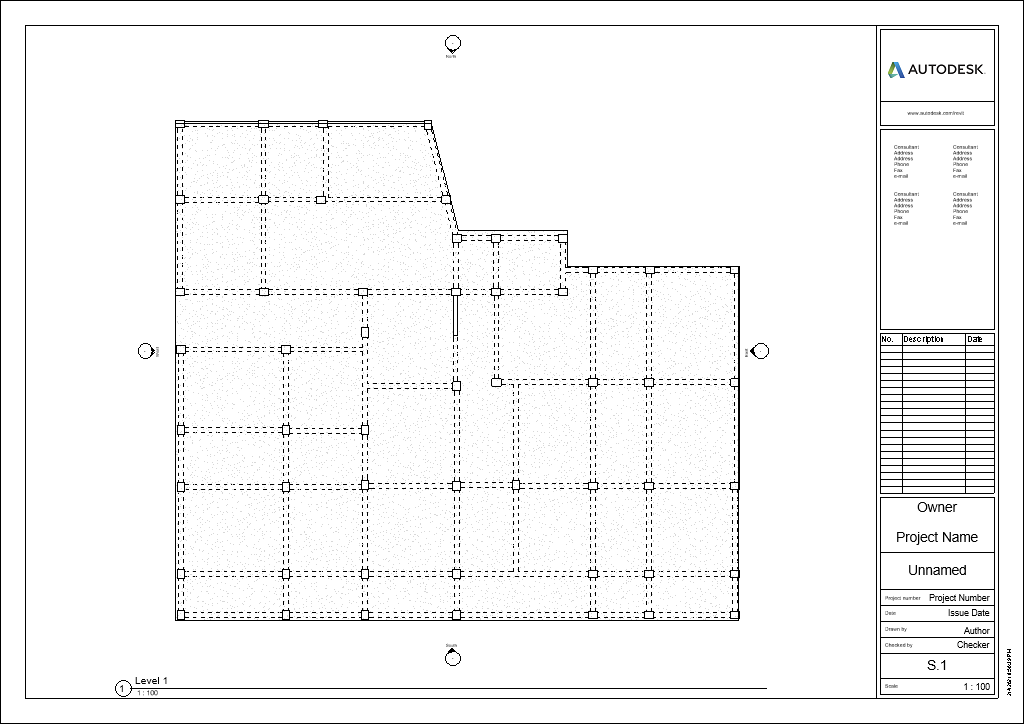 North
AUTODESK.
www.autodesk.com/revit
Consultant Consultant
Address Address
Address Address
Phone Phone
Fax Fax
e-mail e-mail
Consultant Consultant
Address Address
Address Address
Phone Phone
Fax Fax
e-mail e-mail
No. Description Date
Owner
Project Name
Unnamed
Project number Project Number
Date Issue Date
Drawn by Author
Checked by Checker
S.1
Scale 1 : 100
South
1 Level 1
1 : 100